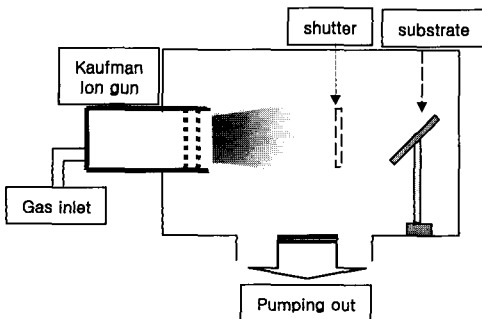 shutter
substrate
Kaufman
Ion gun
Gas inlet
Pumping out